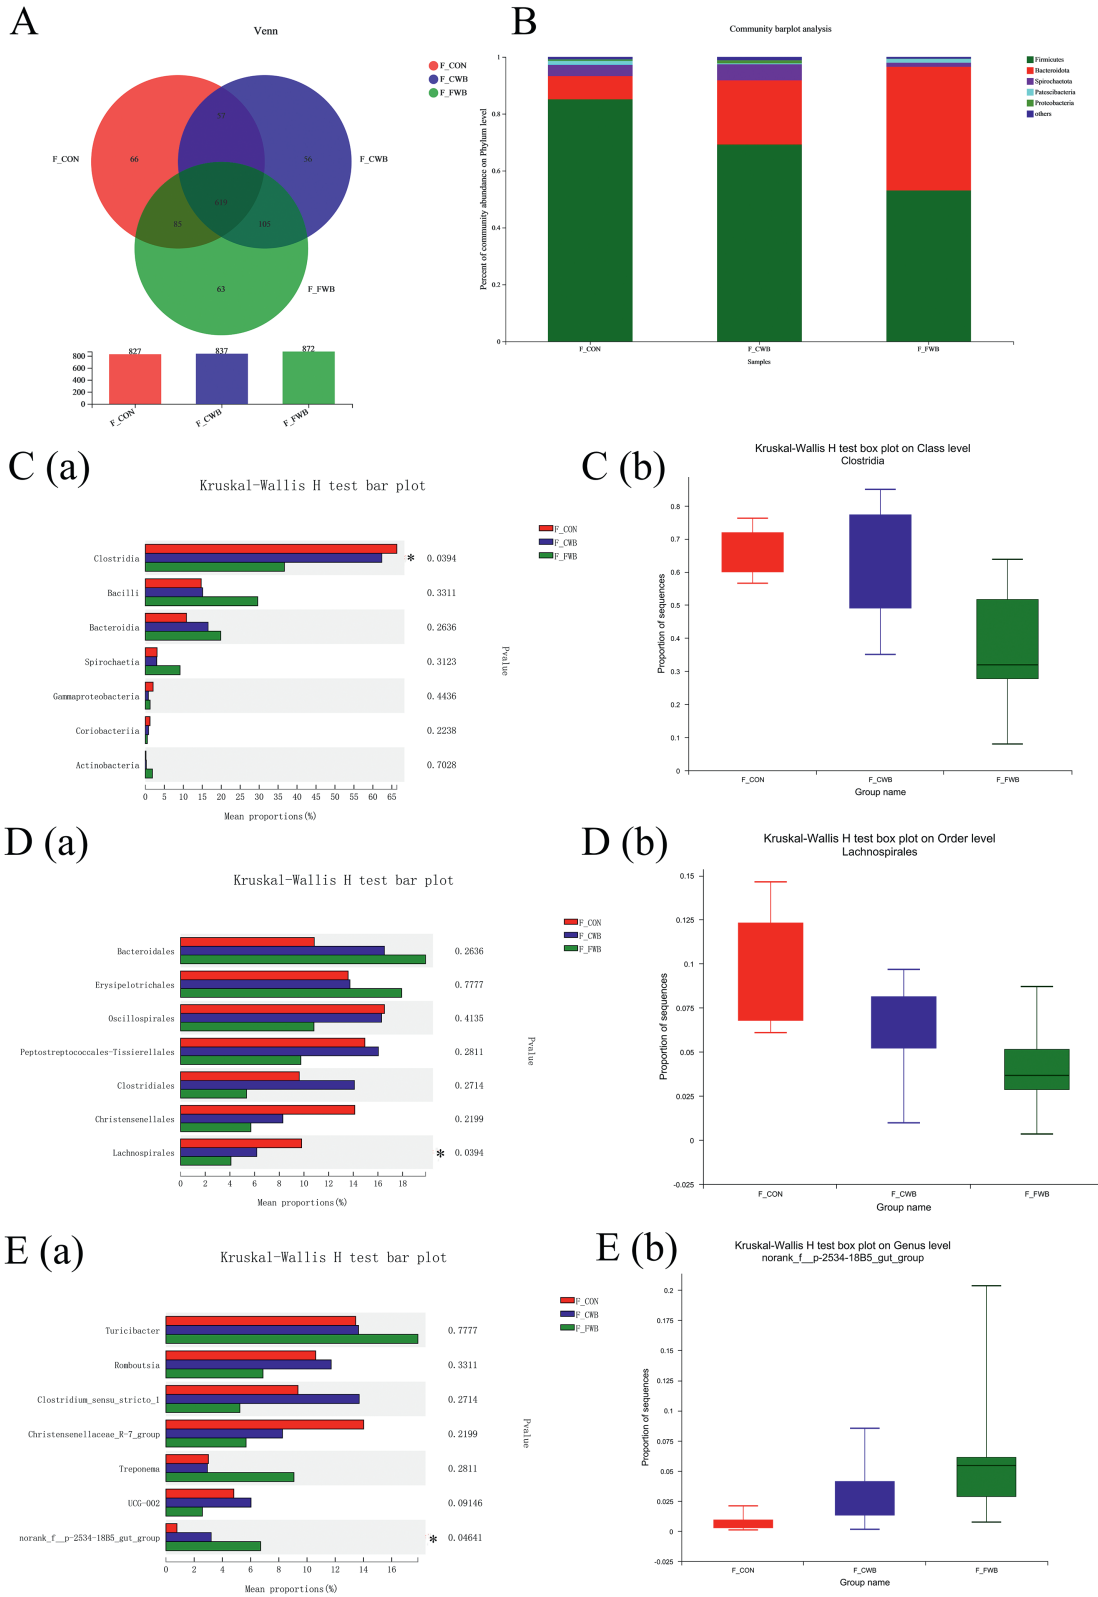 A
Venn
F_CON
F_CWB
F_FWB
57
F_CON
66
56
F_CWB
619
85
105
63
F_FWB
827
837
872
800
600
400
200
0
F_CON
F_CWB
F_FWB
B
Community barplot analysis
Firmicutes
Bacteroidota
Spirochaetota
Patescibacteria
Proteobacteria
others
Percent of community abundance on Phylum level
1
0.8
0.6
0.4
0.2
0
F_CON
F_CWB
F_FWB
Samples
C (a)
Kruskal-Wallis H test bar plot
F_CON
F_CWB
F_FWB
Clostridia * 0.0394
Bacilli 0.3311
Bacteroidia 0.2636
Spirochaetia 0.3123
Gammaproteobacteria 0.4436
Coriobacteriia 0.2238
Actinobacteria 0.7028
Pvalue
0 5 10 15 20 25 30 35 40 45 50 55 60 65
Mean proportions(%)
C (b)
Kruskal-Wallis H test box plot on Class level
Clostridia
Proportion of sequences
0.8
0.7
0.6
0.5
0.4
0.3
0.2
0.1
0
F_CON F_CWB F_FWB
Group name
D (a)
Kruskal-Wallis H test bar plot
F_CON
F_CWB
F_FWB
Bacteroidales 0.2636
Erysipelotrichales 0.7777
Oscillospirales 0.4135
Peptostreptococcales-Tissierellales 0.2811
Clostridiales 0.2714
Christensenellales 0.2199
Lachnospirales * 0.0394
Pvalue
0 2 4 6 8 10 12 14 16 18
Mean proportions(%)
D (b)
Kruskal-Wallis H test box plot on Order level
Lachnospirales
Proportion of sequences
0.15
0.125
0.1
0.075
0.05
0.025
0
-0.025
F_CON F_CWB F_FWB
Group name
E (a)
Kruskal-Wallis H test bar plot
F_CON
F_CWB
F_FWB
Turicibacter 0.7777
Romboutsia 0.3311
Clostridium_sensu_stricto_1 0.2714
Christensenellaceae_R-7_group 0.2199
Treponema 0.2811
UCG-002 0.09146
norank_f__p-2534-18B5_gut_group * 0.04641
Pvalue
0 2 4 6 8 10 12 14 16
Mean proportions(%)
E (b)
Kruskal-Wallis H test box plot on Genus level
norank_f__p-2534-18B5_gut_group
Proportion of sequences
0.2
0.175
0.15
0.125
0.1
0.075
0.05
0.025
0
-0.025
F_CON F_CWB F_FWB
Group name